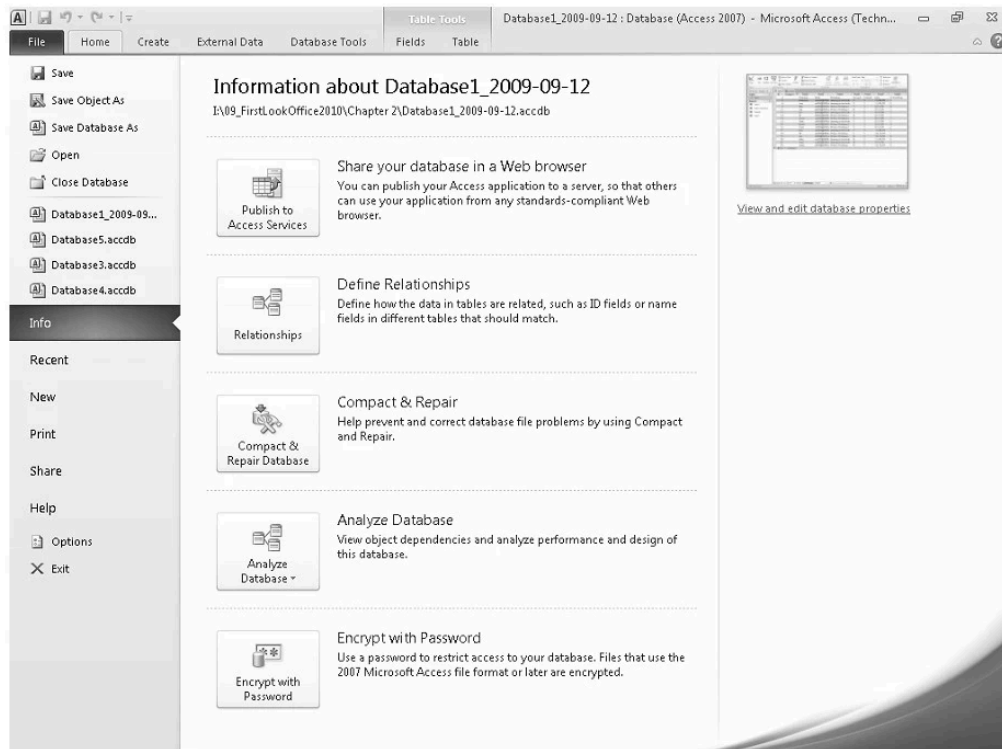 Table Tools
Database1_2009-09-12 : Database (Access 2007) - Microsoft Access (Techn...
File Home Create External Data Database Tools Fields Table
Save
Save Object As
Save Database As
Open
Close Database
Database1_2009-09...
Database5.accdb
Database3.accdb
Database4.accdb
Info
Recent
New
Print
Share
Help
Options
Exit
Information about Database1_2009-09-12
I:\09_FirstLookOffice2010\Chapter 2\Database1_2009-09-12.accdb
Publish to
Access Services
Share your database in a Web browser
You can publish your Access application to a server, so that others
can use your application from any standards-compliant Web
browser.
Relationships
Define Relationships
Define how the data in tables are related, such as ID fields or name
fields in different tables that should match.
Compact &
Repair Database
Compact & Repair
Help prevent and correct database file problems by using Compact
and Repair.
Analyze
Database
Analyze Database
View object dependencies and analyze performance and design of
this database.
Encrypt with
Password
Encrypt with Password
Use a password to restrict access to your database. Files that use the
2007 Microsoft Access file format or later are encrypted.
View and edit database properties